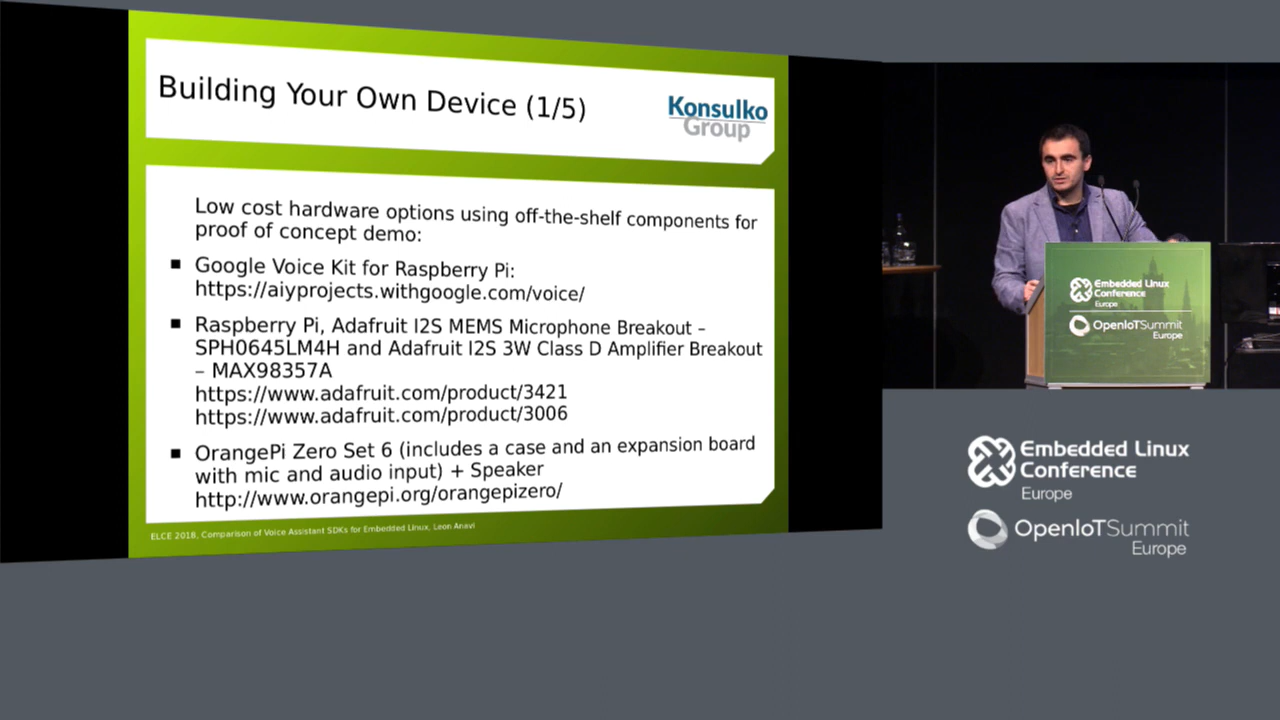 Building Your Own Device (1/5)
Konsulko
Group
Low cost hardware options using off-the-shelf components for
proof of concept demo:
▪ Google Voice Kit for Raspberry Pi:
https://aiyprojects.withgoogle.com/voice/
▪ Raspberry Pi, Adafruit I2S MEMS Microphone Breakout –
SPH0645LM4H and Adafruit I2S 3W Class D Amplifier Breakout
– MAX98357A
https://www.adafruit.com/product/3421
https://www.adafruit.com/product/3006
▪ OrangePi Zero Set 6 (includes a case and an expansion board
with mic and audio input) + Speaker
http://www.orangepi.org/orangepizero/
ELCE 2018, Comparison of Voice Assistant SDKs for Embedded Linux, Leon Anavi
Embedded Linux
Conference
Europe
OpenIoTSummit
Europe
Embedded Linux
Conference
Europe
OpenIoTSummit
Europe